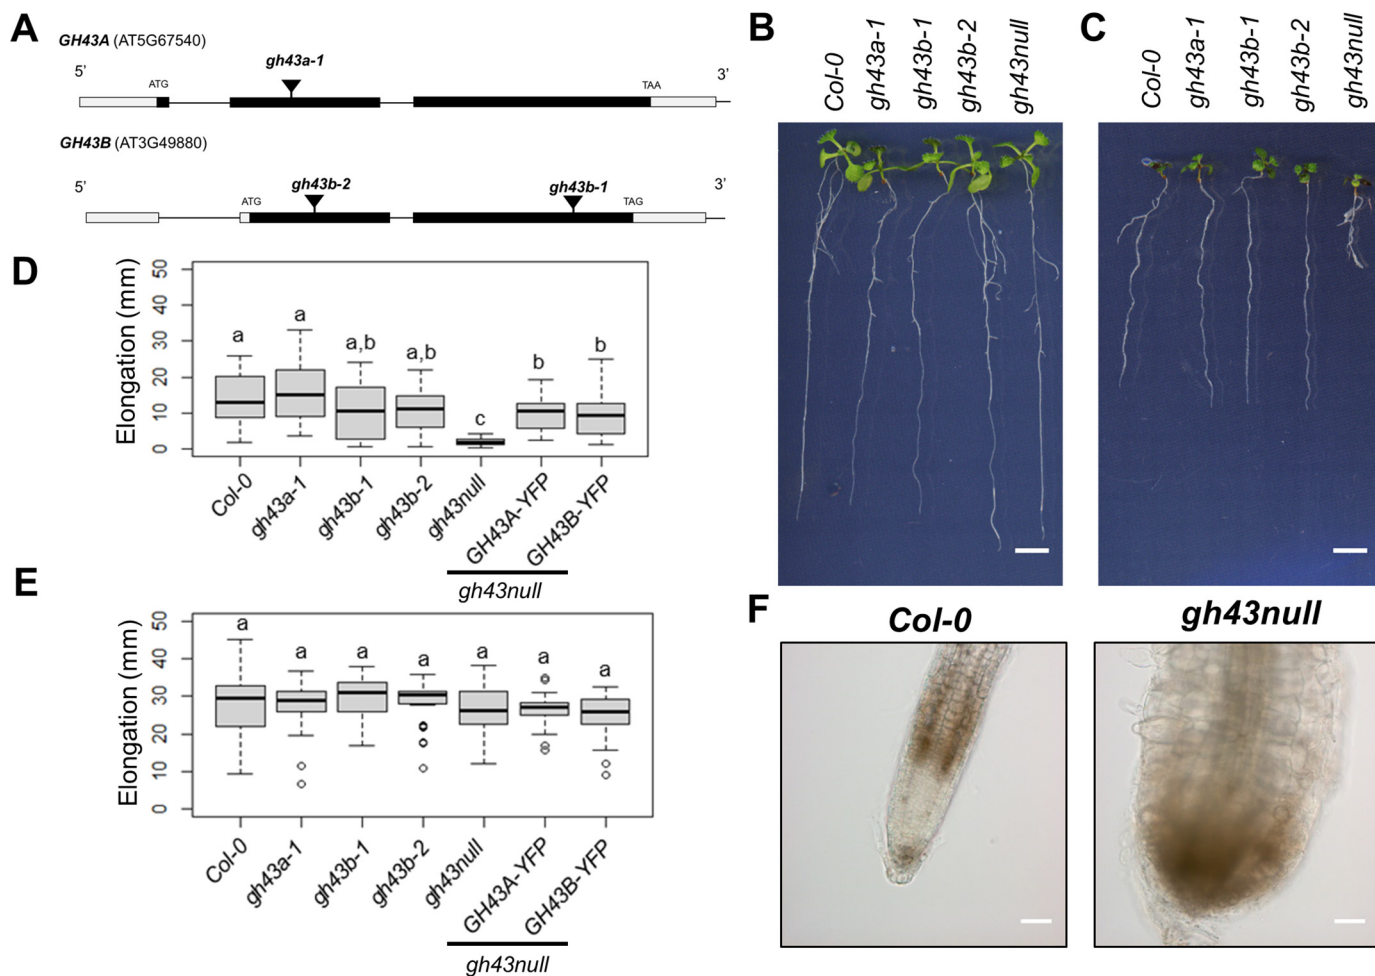 A
GH43A (AT5G67540)
5’
ATG
gh43a-1
TAA
3’
GH43B (AT3G49880)
5’
ATG
gh43b-2
gh43b-1
TAG
3’
B
Col-0
gh43a-1
gh43b-1
gh43b-2
gh43null
C
Col-0
gh43a-1
gh43b-1
gh43b-2
gh43null
D
Elongation (mm)
50
40
30
20
10
0
a
a
a,b
a,b
c
b
b
Col-0
gh43a-1
gh43b-1
gh43b-2
gh43null
GH43A-YFP
GH43B-YFP
gh43null
E
Elongation (mm)
50
40
30
20
10
0
a
a
a
a
a
a
a
Col-0
gh43a-1
gh43b-1
gh43b-2
gh43null
GH43A-YFP
GH43B-YFP
gh43null
F
Col-0
gh43null